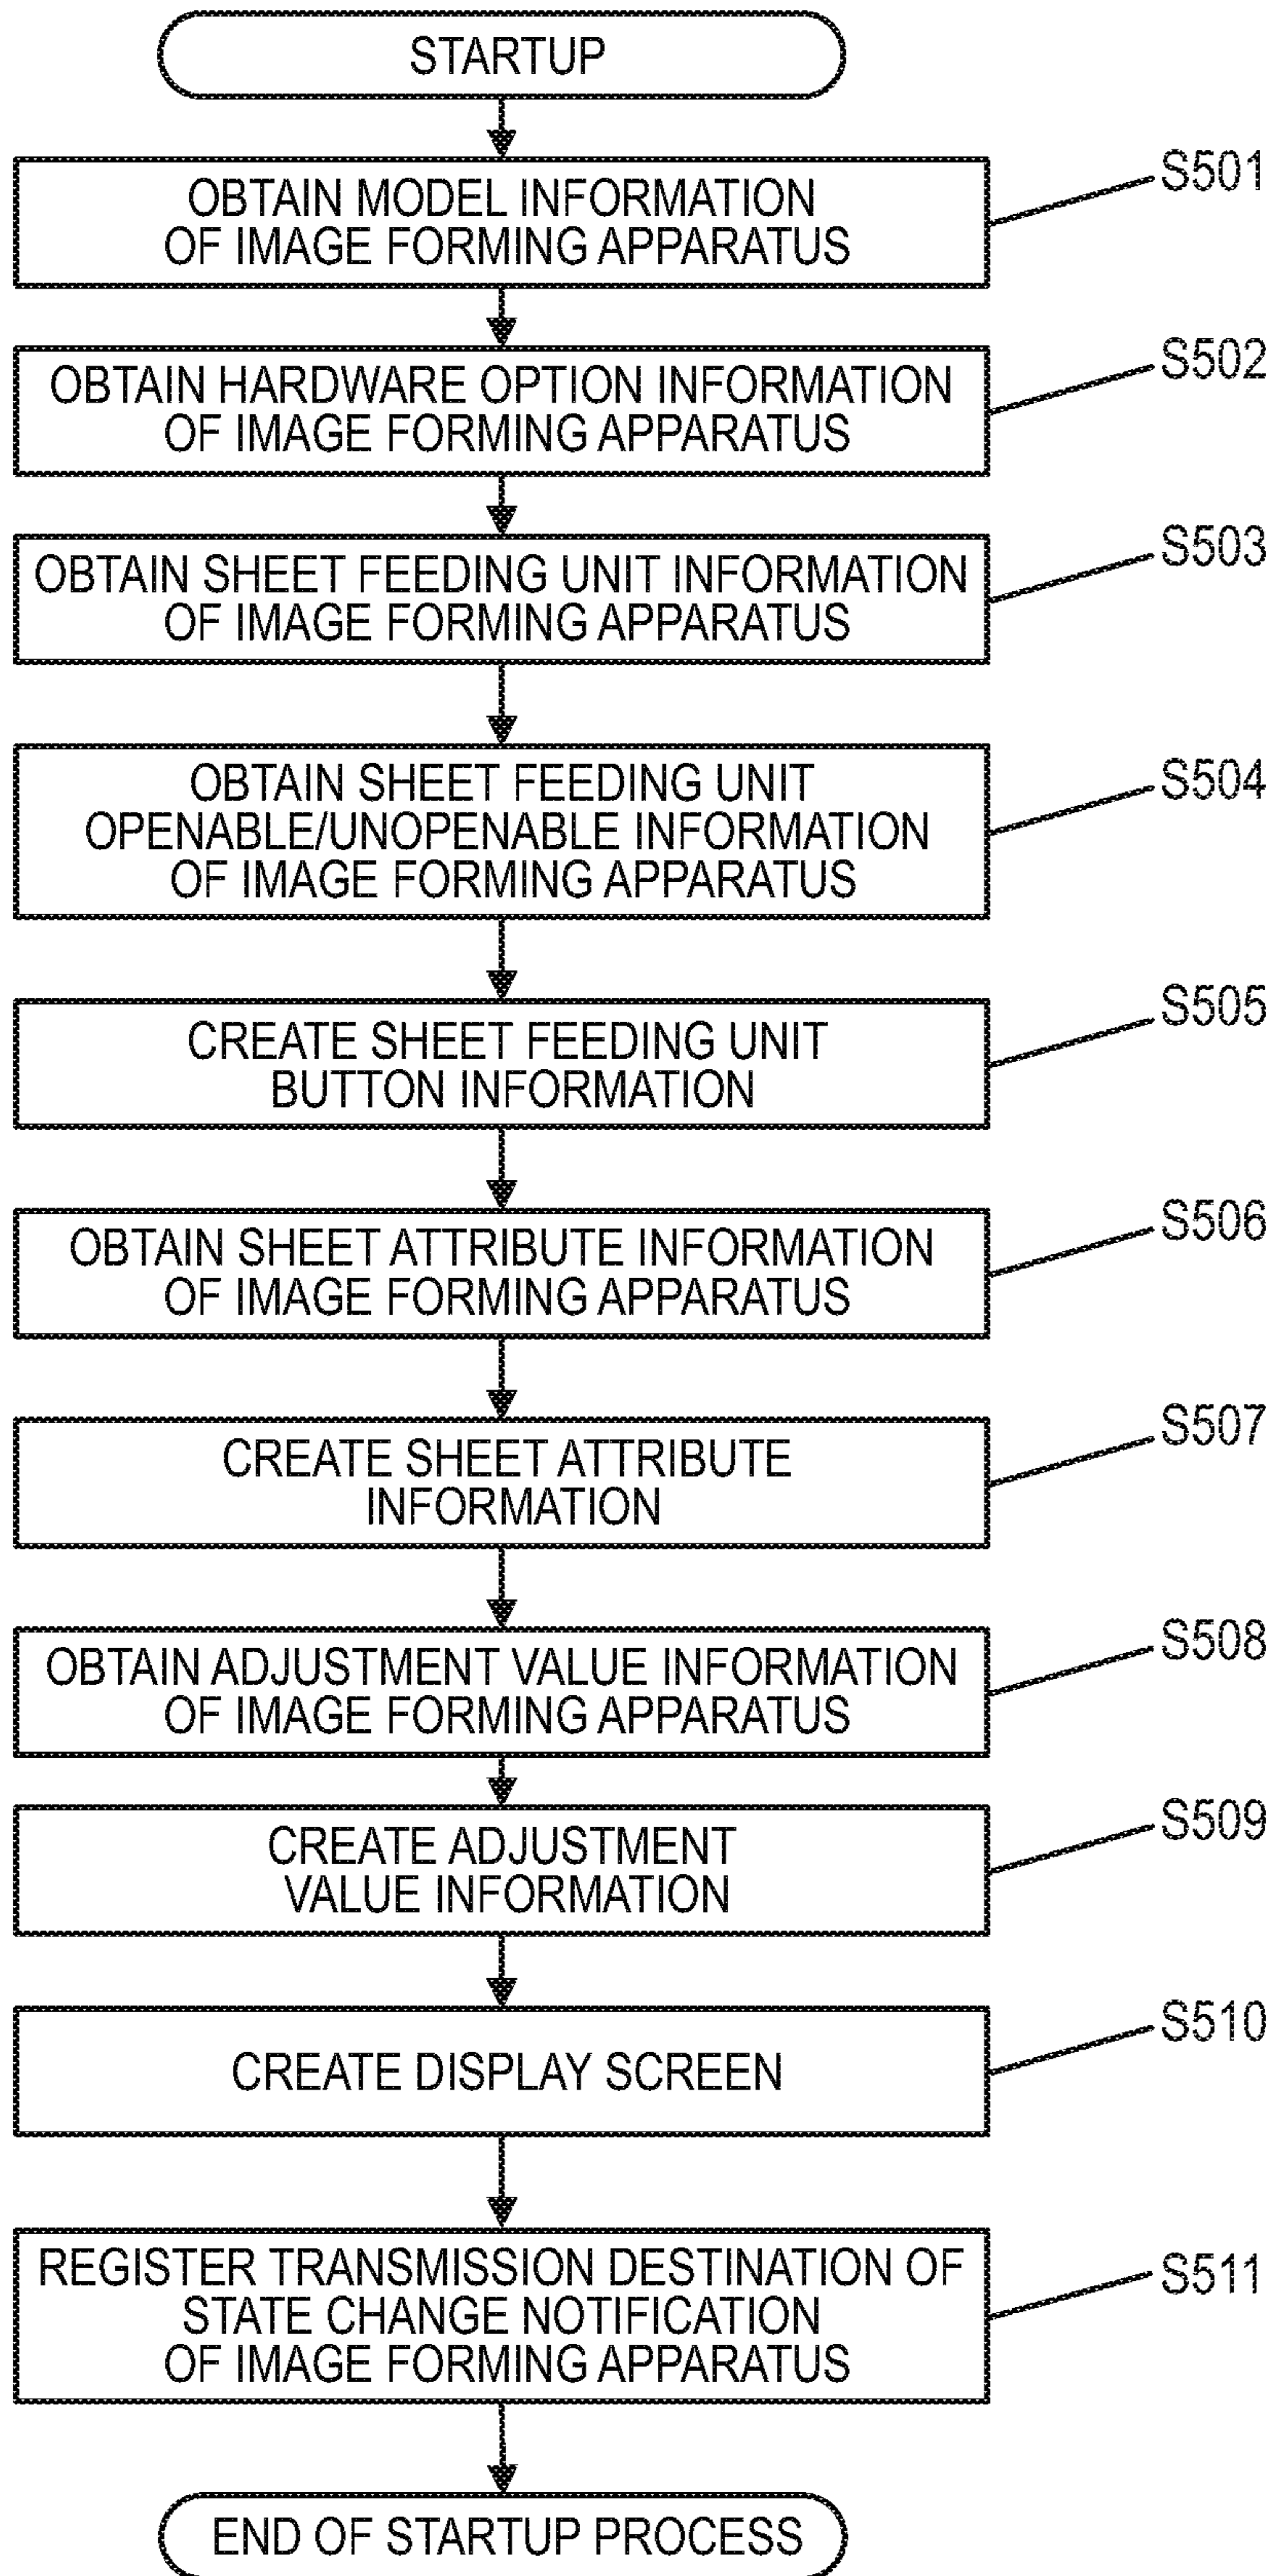 STARTUP
OBTAIN MODEL INFORMATION
OF IMAGE FORMING APPARATUS
S501
OBTAIN HARDWARE OPTION INFORMATION
OF IMAGE FORMING APPARATUS
S502
OBTAIN SHEET FEEDING UNIT INFORMATION
OF IMAGE FORMING APPARATUS
S503
OBTAIN SHEET FEEDING UNIT
OPENABLE/UNOPENABLE INFORMATION
OF IMAGE FORMING APPARATUS
S504
CREATE SHEET FEEDING UNIT
BUTTON INFORMATION
S505
OBTAIN SHEET ATTRIBUTE INFORMATION
OF IMAGE FORMING APPARATUS
S506
CREATE SHEET ATTRIBUTE
INFORMATION
S507
OBTAIN ADJUSTMENT VALUE INFORMATION
OF IMAGE FORMING APPARATUS
S508
CREATE ADJUSTMENT
VALUE INFORMATION
S509
CREATE DISPLAY SCREEN
S510
REGISTER TRANSMISSION DESTINATION OF
STATE CHANGE NOTIFICATION
OF IMAGE FORMING APPARATUS
S511
END OF STARTUP PROCESS